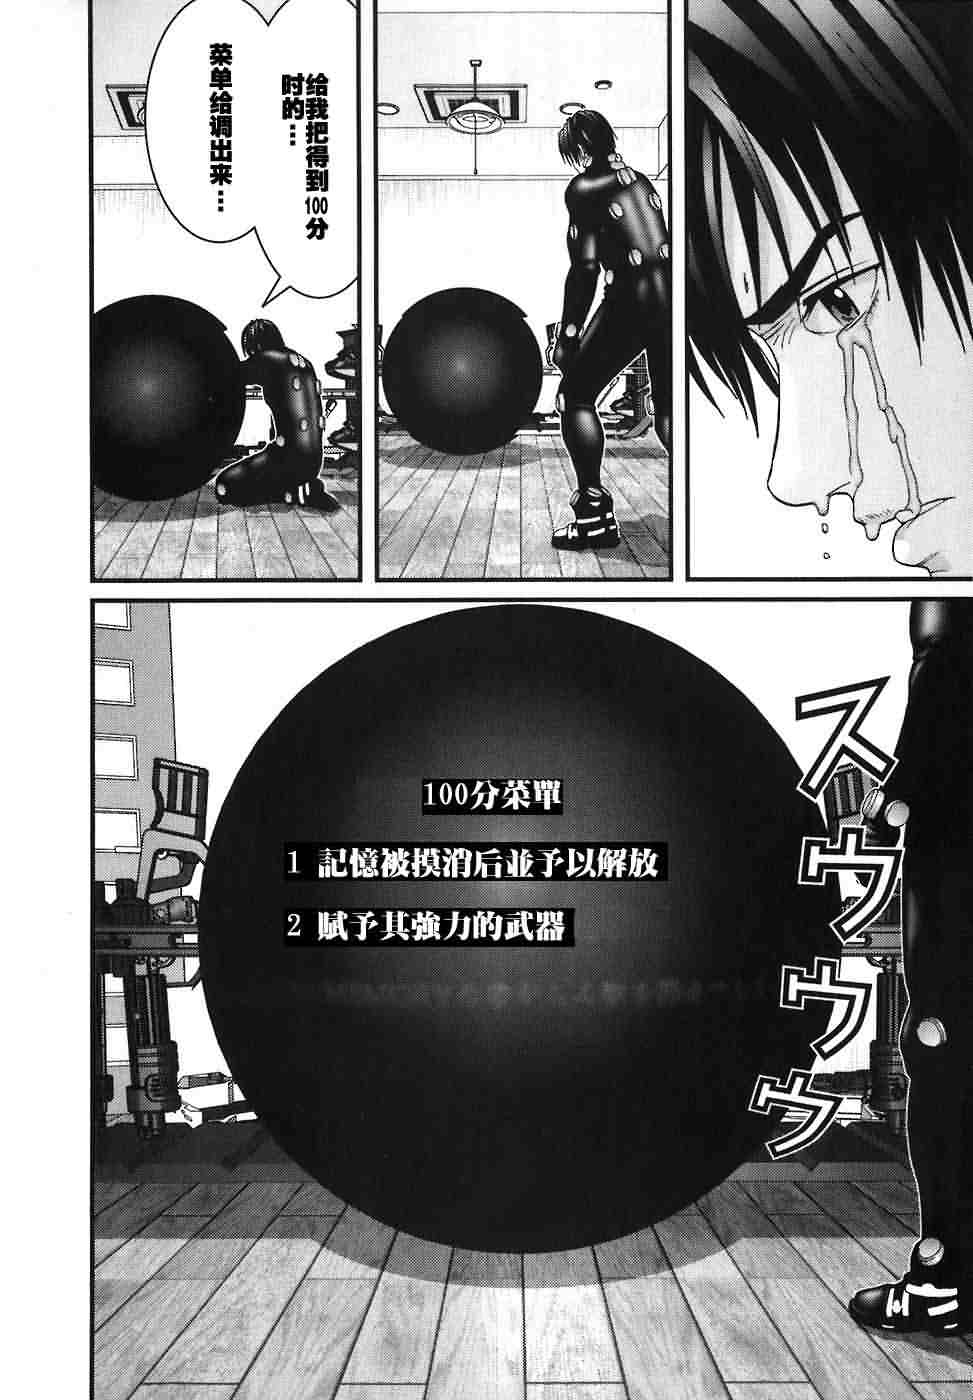 给我把得到100分
时的…
菜单给调出来…
100分菜單
1 記憶被摸消后並予以解放
2 賦予其強力的武器
スウウウウ